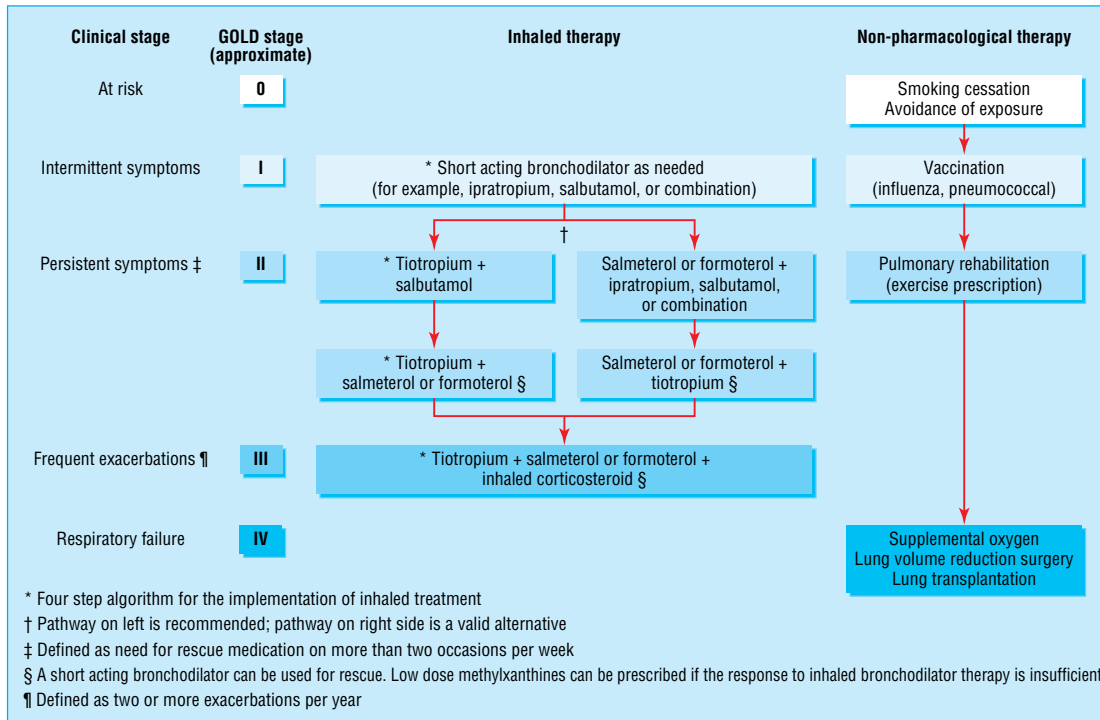 Clinical stage
GOLD stage
(approximate)
Inhaled therapy
Non-pharmacological therapy
At risk
0
Smoking cessation
Avoidance of exposure
Intermittent symptoms
I
* Short acting bronchodilator as needed
(for example, ipratropium, salbutamol, or combination)
Vaccination
(influenza, pneumococcal)
†
Persistent symptoms ‡
II
* Tiotropium +
salbutamol
Salmeterol or formoterol +
ipratropium, salbutamol,
or combination
Pulmonary rehabilitation
(exercise prescription)
* Tiotropium +
salmeterol or formoterol §
Salmeterol or formoterol +
tiotropium §
Frequent exacerbations ¶
III
* Tiotropium + salmeterol or formoterol +
inhaled corticosteroid §
Respiratory failure
IV
Supplemental oxygen
Lung volume reduction surgery
Lung transplantation
* Four step algorithm for the implementation of inhaled treatment
† Pathway on left is recommended; pathway on right side is a valid alternative
‡ Defined as need for rescue medication on more than two occasions per week
§ A short acting bronchodilator can be used for rescue. Low dose methylxanthines can be prescribed if the response to inhaled bronchodilator therapy is insufficient
¶ Defined as two or more exacerbations per year